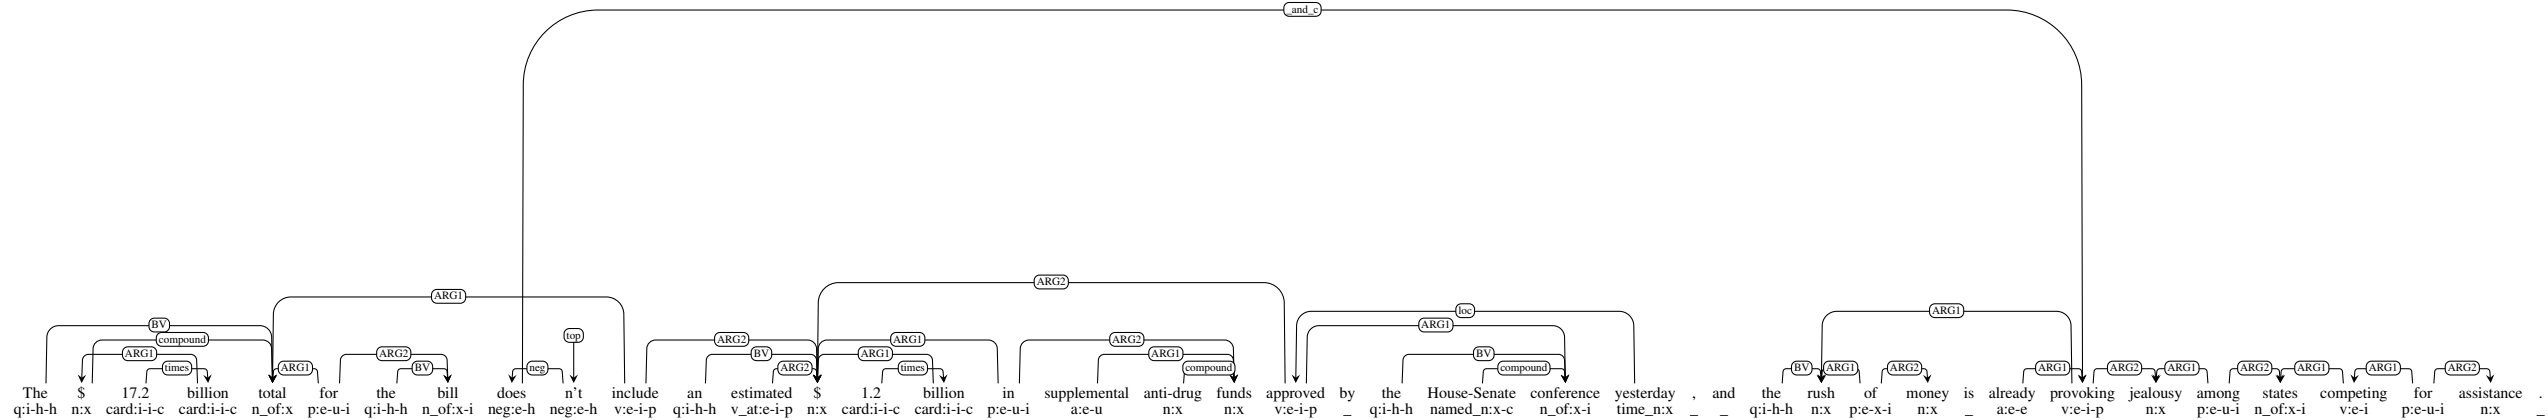 _and_c
ARG2
ARG1
loc
ARG1
BV
top
ARG1
compound
ARG2
ARG1
ARG2
ARG1
ARG2
BV
ARG1
ARG1
BV
times
ARG1
BV
neg
ARG2
times
compound
compound
BV
ARG1
ARG2
ARG1
ARG2
ARG1
ARG2
ARG1
ARG1
ARG2
The $ 17.2 billion total for the bill does n't include an estimated $ 1.2 billion in supplemental anti-drug funds approved by the House-Senate conference yesterday , and the rush of money is already provoking jealousy among states competing for assistance .
q:i-h-h n:x card:i-i-c card:i-i-c n_of:x p:e-u-i q:i-h-h n_of:x-i neg:e-h neg:e-h v:e-i-p q:i-h-h v_at:e-i-p n:x card:i-i-c card:i-i-c p:e-u-i a:e-u n:x n:x v:e-i-p _ q:i-h-h named_n:x-c n_of:x-i time_n:x _ _ q:i-h-h n:x p:e-x-i n:x _ a:e-e v:e-i-p n:x p:e-u-i n_of:x-i v:e-i p:e-u-i n:x _